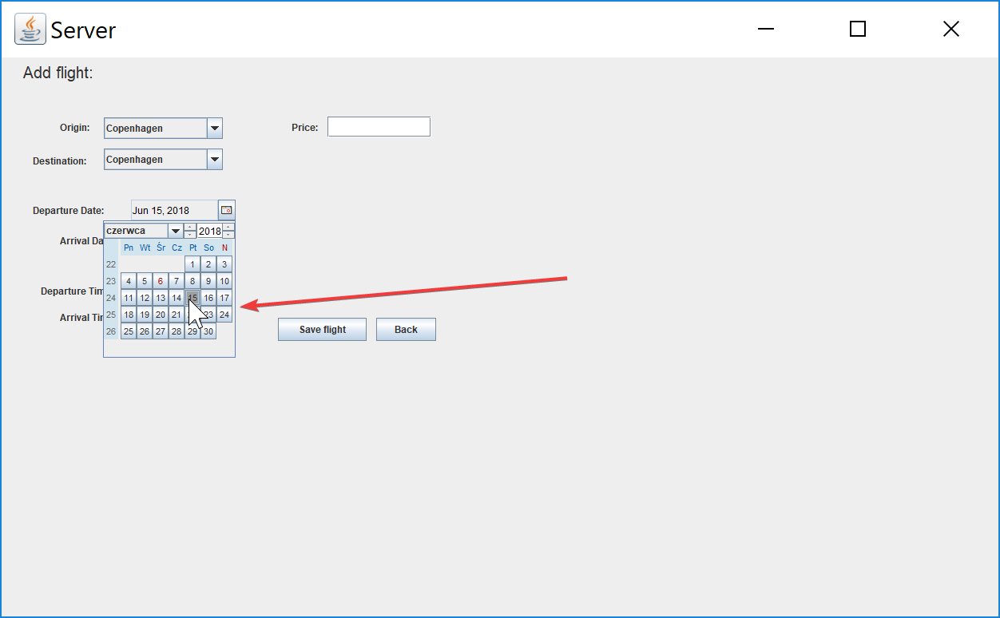 Server
Add flight:
Origin: Copenhagen Price:
Destination: Copenhagen
Departure Date: Jun 15, 2018
czerwca 2018
Arrival Da
Pn Wt Śr Cz Pt So N
22 1 2 3
23 4 5 6 7 8 9 10
Departure Tim
24 11 12 13 14 15 16 17
Arrival Tir
25 18 19 20 21 23 24
26 25 26 27 28 29 30
Save flight Back